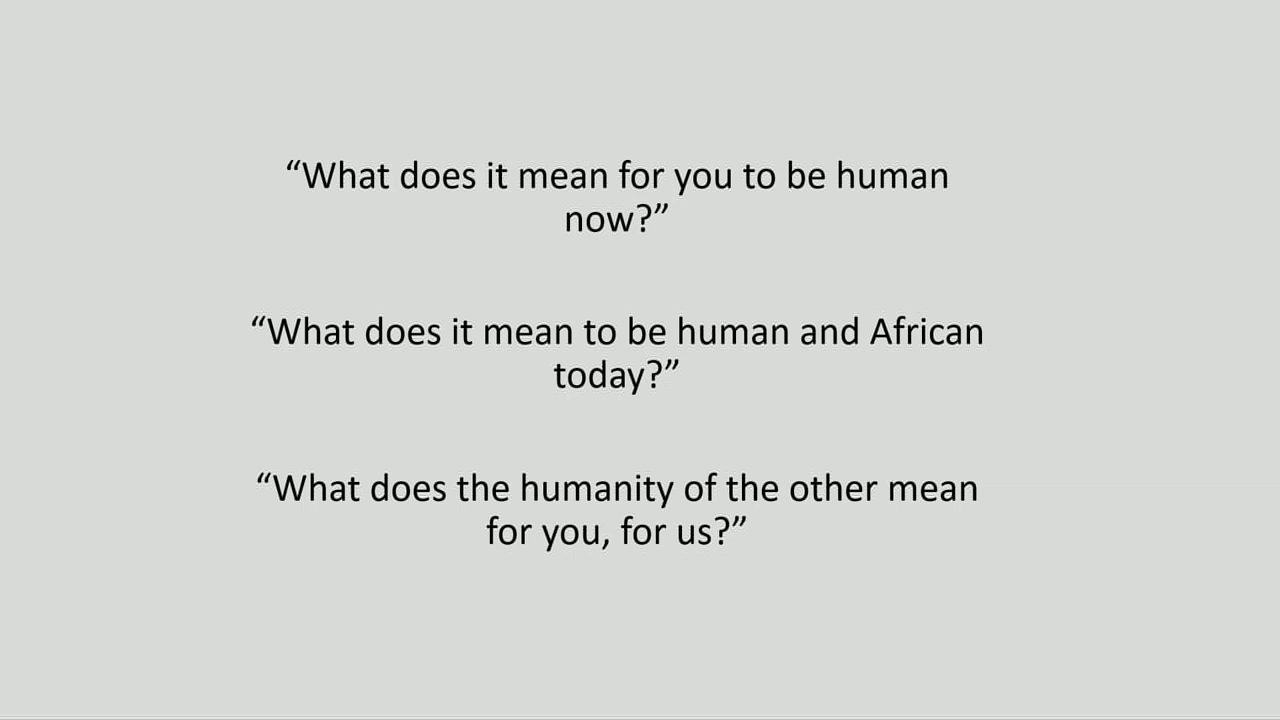 “What does it mean for you to be human
now?”
“What does it mean to be human and African
today?”
“What does the humanity of the other mean
for you, for us?”